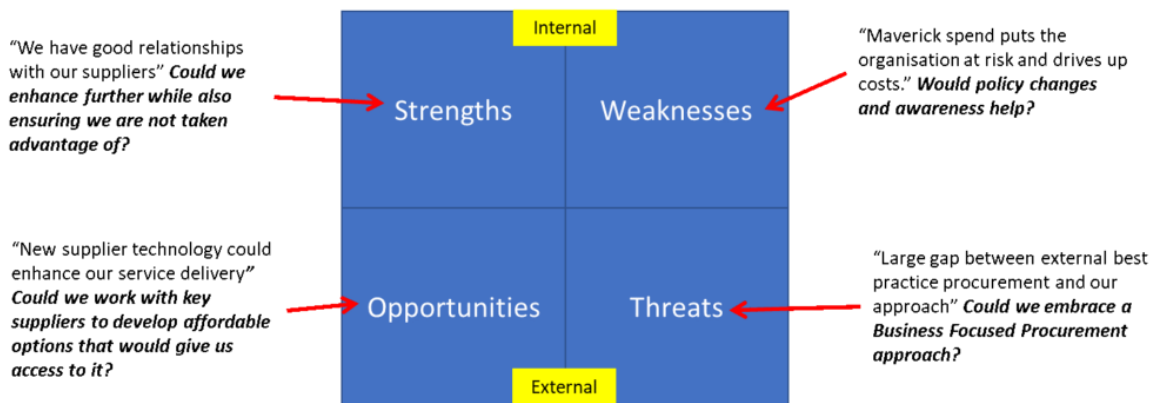 Internal
“We have good relationships
with our suppliers” Could we
enhance further while also
ensuring we are not taken
advantage of?
Strengths
Weaknesses
“Maverick spend puts the
organisation at risk and drives up
costs.” Would policy changes
and awareness help?
“New supplier technology could
enhance our service delivery”
Could we work with key
suppliers to develop affordable
options that would give us
access to it?
Opportunities
Threats
“Large gap between external best
practice procurement and our
approach” Could we embrace a
Business Focused Procurement
approach?
External